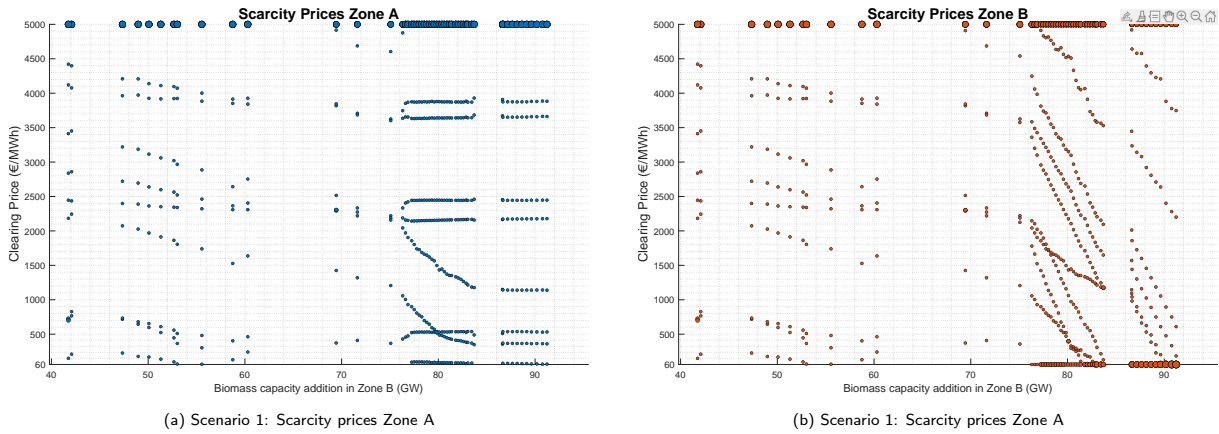 Scarcity Prices Zone A
Clearing Price (€/MWh)
5000
4500
4000
3500
3000
2500
2000
1500
1000
500
60
40 50 60 70 80 90
Biomass capacity addition in Zone B (GW)
(a) Scenario 1: Scarcity prices Zone A
Scarcity Prices Zone B
Clearing Price (€/MWh)
5000
4500
4000
3500
3000
2500
2000
1500
1000
500
60
40 50 60 70 80 90
Biomass capacity addition in Zone B (GW)
(b) Scenario 1: Scarcity prices Zone A